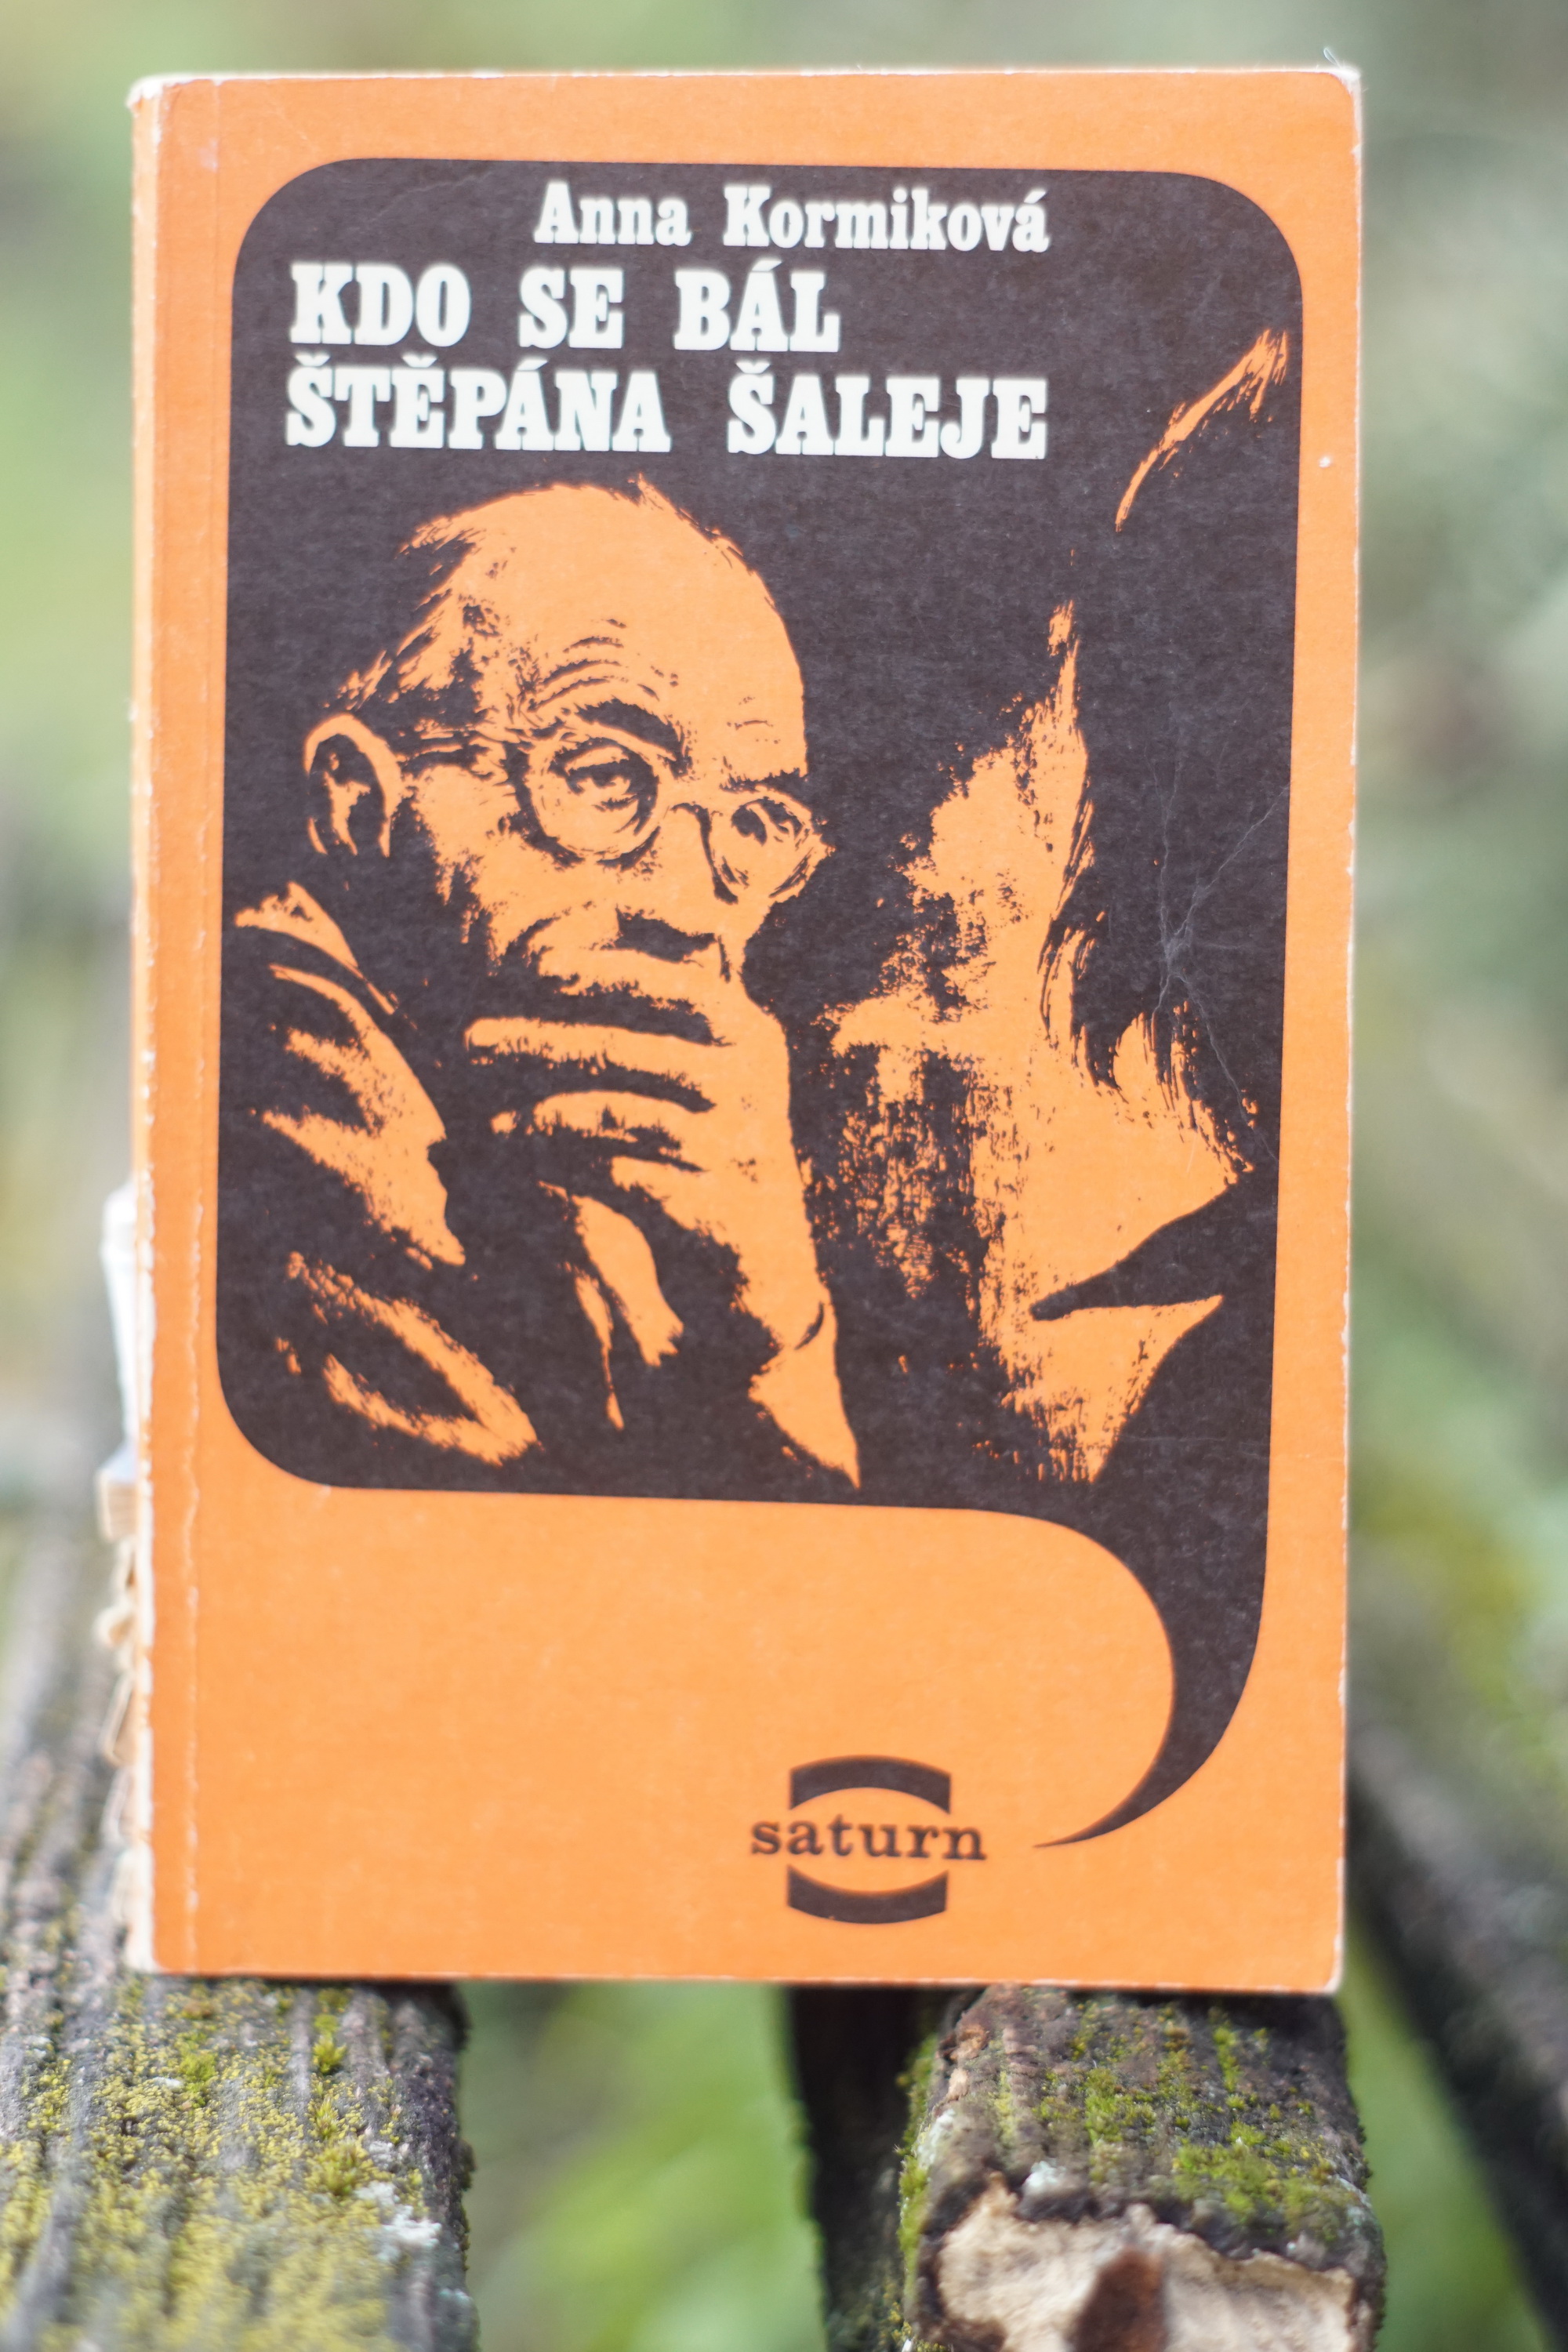 Anna Kormiková
KDO SE BÁL
ŠTĚPÁNA ŠALEJE
saturn